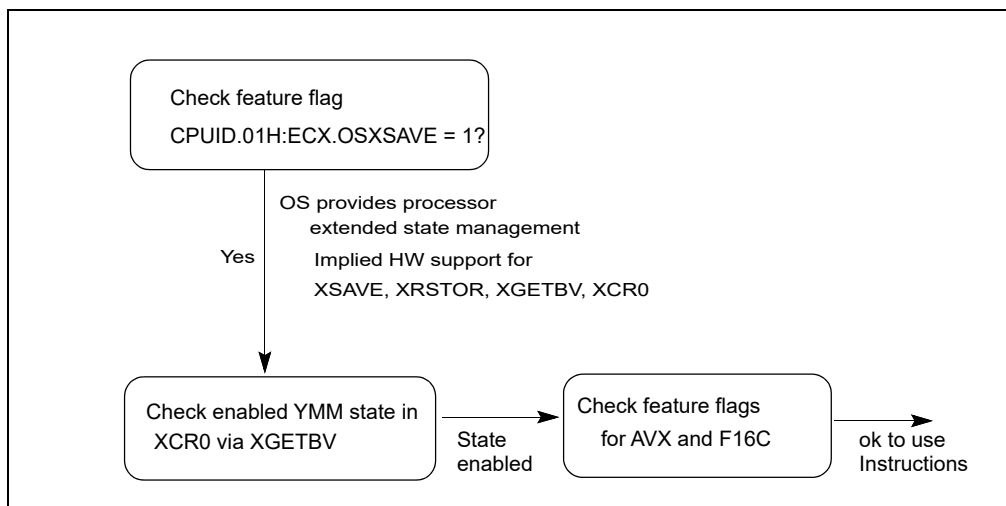 Check feature flag
CPUID.01H:ECX.OSXSAVE = 1?
OS provides processor
extended state management
Yes
Implied HW support for
XSAVE, XRSTOR, XGETBV, XCR0
Check enabled YMM state in
XCR0 via XGETBV
State
enabled
Check feature flags
for AVX and F16C
ok to use
Instructions